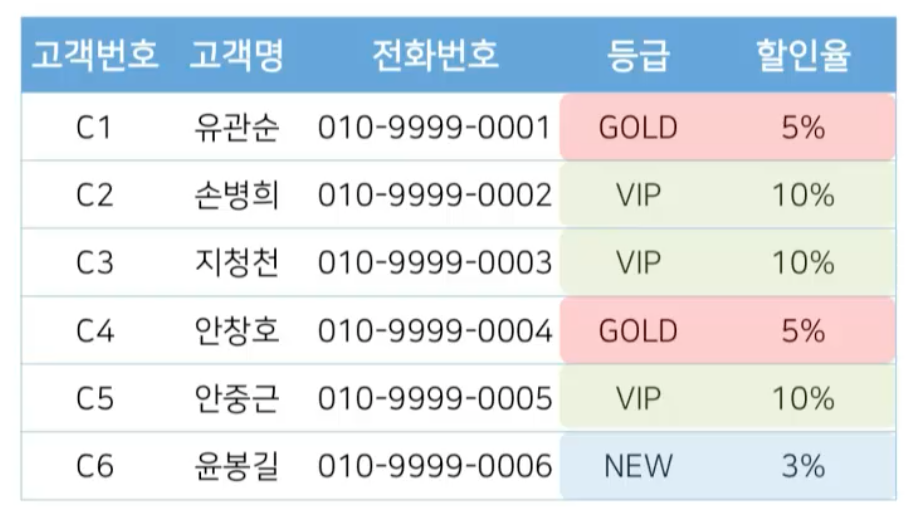 고객번호 고객명 전화번호 등급 할인율
C1 유관순 010-9999-0001 GOLD 5%
C2 손병희 010-9999-0002 VIP 10%
C3 지청천 010-9999-0003 VIP 10%
C4 안창호 010-9999-0004 GOLD 5%
C5 안중근 010-9999-0005 VIP 10%
C6 윤봉길 010-9999-0006 NEW 3%